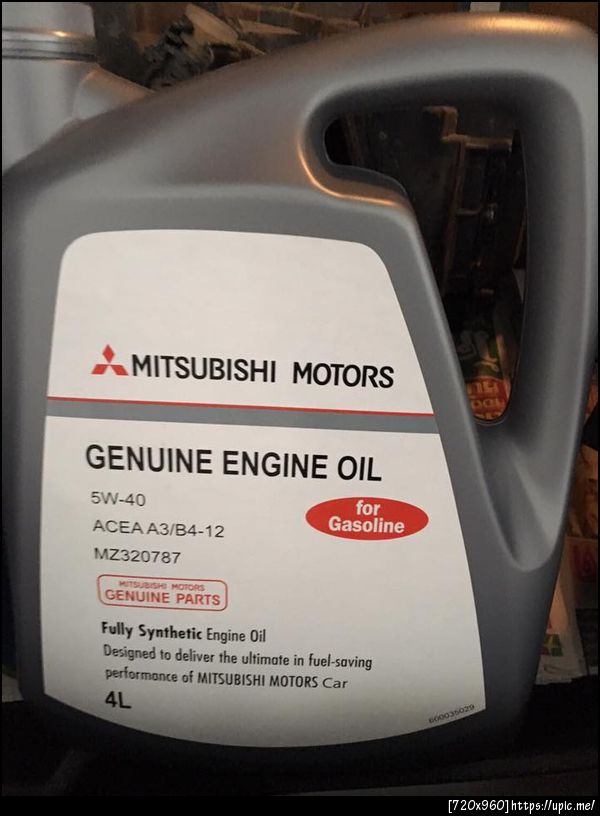 MITSUBISHI MOTORS
GENUINE ENGINE OIL
5W-40
for
Gasoline
ACEA A3/B4-12
MZ320787
MITSUBISHI MOTORS
GENUINE PARTS
Fully Synthetic Engine Oil
Designed to deliver the ultimate in fuel-saving
performance of MITSUBISHI MOTORS Car
4L
600035029
[720x960]https://upic.me/